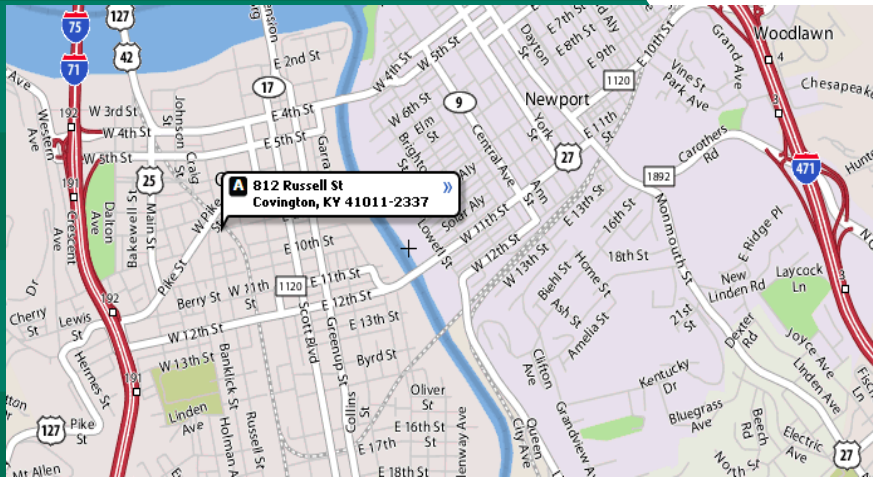 75
127
71
42
E 2nd St
17
W 4th St
W 5th St
Dayton St
E 7th St
E 8th St
E 9th
E 10th St
Grand Ave
Woodlawn
4
1120
Vine St
Park Ave
Chesapeake
Ave
Western Ave
192
W 3rd St
W 4th St
W 5th St
Johnson St
Craig St
E 4th St
E 5th St
W 6th St
Elm St
9
Newport
York St
E 11th St
27
Central Ave
Ann St
Carothers Rd
1892
471
191
Crescent Ave
Dalton Ave
Bakewell St
25
Main St
W Pike St
A 812 Russell St »
Covington, KY 41011-2337
Solar Aly
W 11th St
Lowell St
W 12th St
W 13th St
E 13th St
16th St
18th St
Monmouth St
E Ridge Pl
New Linden Rd
Laycock Ln
Dr
Cherry St
Lewis St
192
Pike St
Berry St
W 11th St
E 10th St
1120
E 11th St
E 12th St
E 13th St
Biehl St
Home St
Ash St
Amelia St
21st St
Dexter Rd
Joyce Ave
Linden Ave
Hermes St
W 12th St
W 13th St
191
Scott Blvd
Greenup St
Byrd St
Banklick St
Holman A
Russell St
Linden Ave
127
Pike St
Mt Allen
Collins St
Oliver St
E 16th St
E 17th
E 18th St
Clifton Ave
Queen City Ave
Grandview Av
Kentucky Dr
Bluegrass Ave
Beech Rd
Electric Ave
North St
27